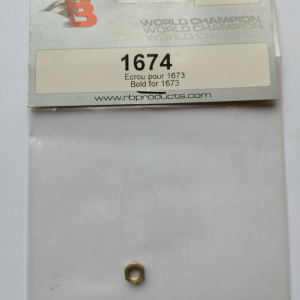 B
WORLD CHAMPION
WORLD CHAMPION
WORLD CHAMPION
1674
Ecrou pour 1673
Bold for 1673
www.rbproducts.com